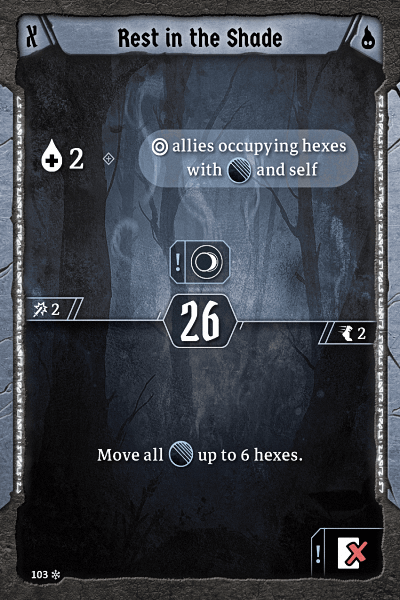 X
Rest in the Shade
2
allies occupying hexes
with and self
!
2
26
2
Move all up to 6 hexes.
!
103